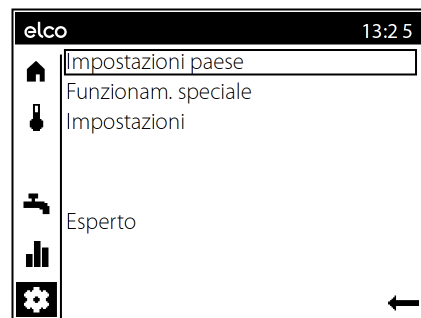 elco 13:2 5
Impostazioni paese
Funzionam. speciale
Impostazioni
Esperto